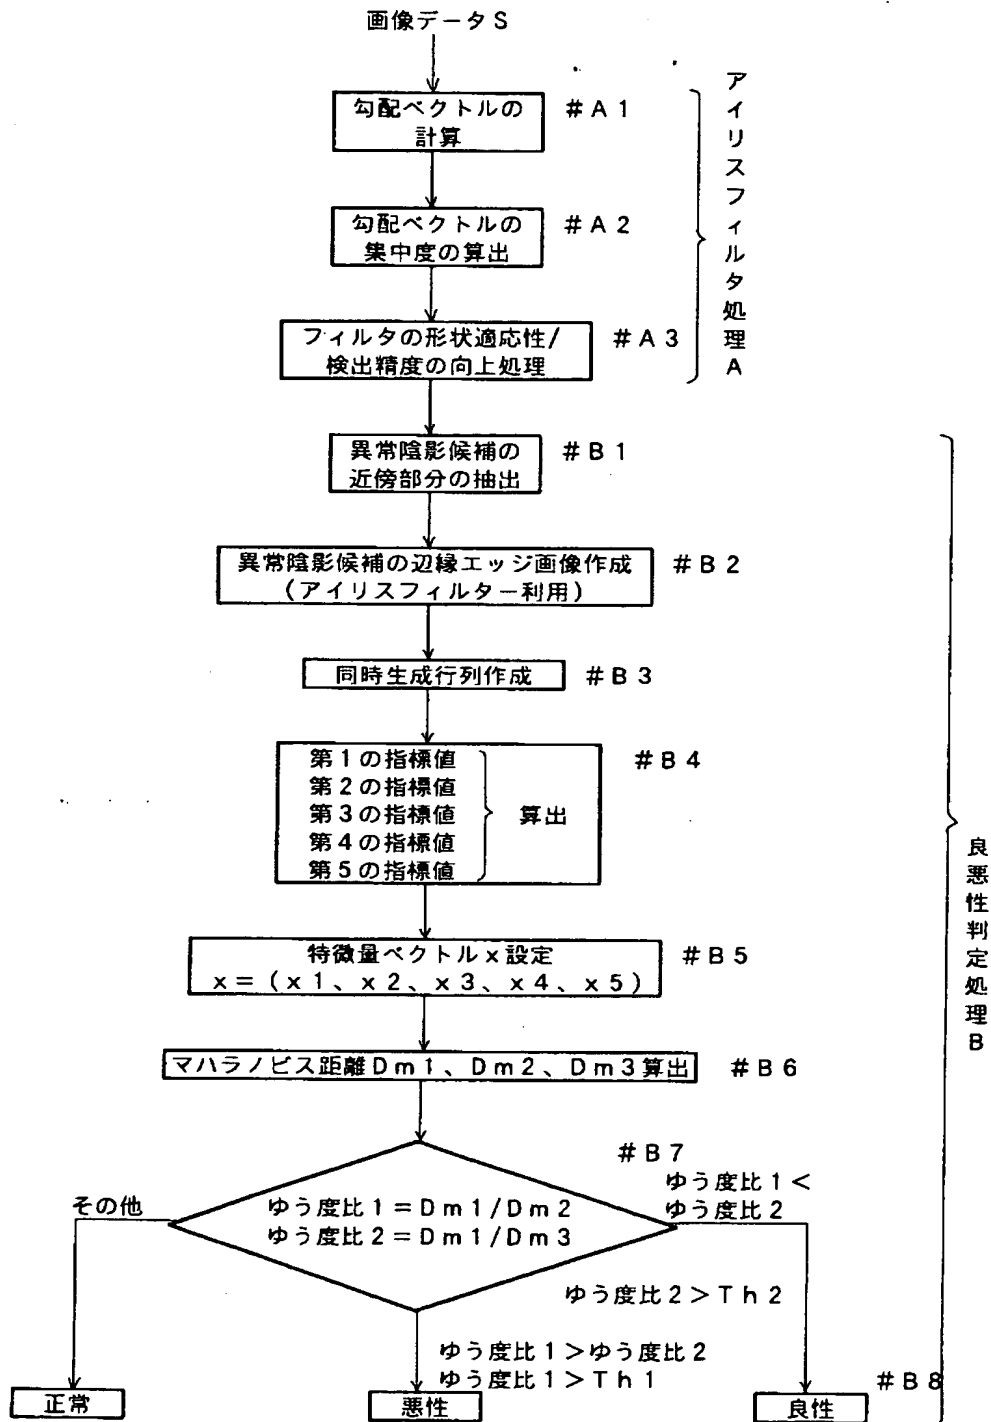 画像データS
勾配ベクトルの
計算
#A1
勾配ベクトルの
集中度の算出
#A2
フィルタの形状適応性/
検出精度の向上処理
#A3
アイリスフィルタ処理A
異常陰影候補の
近傍部分の抽出
#B1
異常陰影候補の辺縁エッジ画像作成
(アイリスフィルター利用)
#B2
同時生成行列作成
#B3
第1の指標値
第2の指標値
第3の指標値
第4の指標値
第5の指標値
算出
#B4
特徴量ベクトルx設定
x=(x1、x2、x3、x4、x5)
#B5
マハラノビス距離Dm1、Dm2、Dm3算出
#B6
#B7
ゆう度比1=Dm1/Dm2
ゆう度比2=Dm1/Dm3
その他
ゆう度比1<
ゆう度比2
ゆう度比2>Th2
ゆう度比1>ゆう度比2
ゆう度比1>Th1
正常
悪性
良性
#B8
良悪性判定処理B